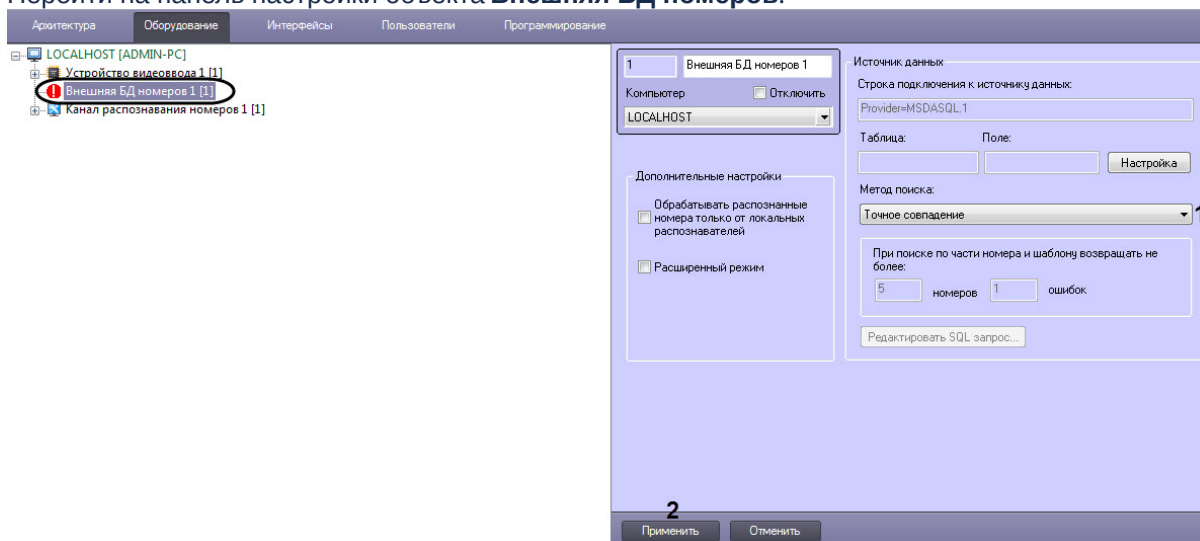 Перейти на панель настройки объекта Внешняя БД номеров.
Архитектура Оборудование Интерфейсы Пользователи Программирование
LOCALHOST [ADMIN-PC]
Устройство видеоввода 1 [1]
Внешняя БД номеров 1 [1]
Канал распознавания номеров 1 [1]
1 Внешняя БД номеров 1
Компьютер Отключить
LOCALHOST
Дополнительные настройки
Обрабатывать распознанные
номера только от локальных
распознавателей
Расширенный режим
Источник данных
Строка подключения к источнику данных:
Provider=MSDASQL.1
Таблица: Поле:
Настройка
Метод поиска:
Точное совпадение
1
При поиске по части номера и шаблону возвращать не
более:
5 номеров 1 ошибок
Редактировать SQL запрос...
2
Применить Отменить